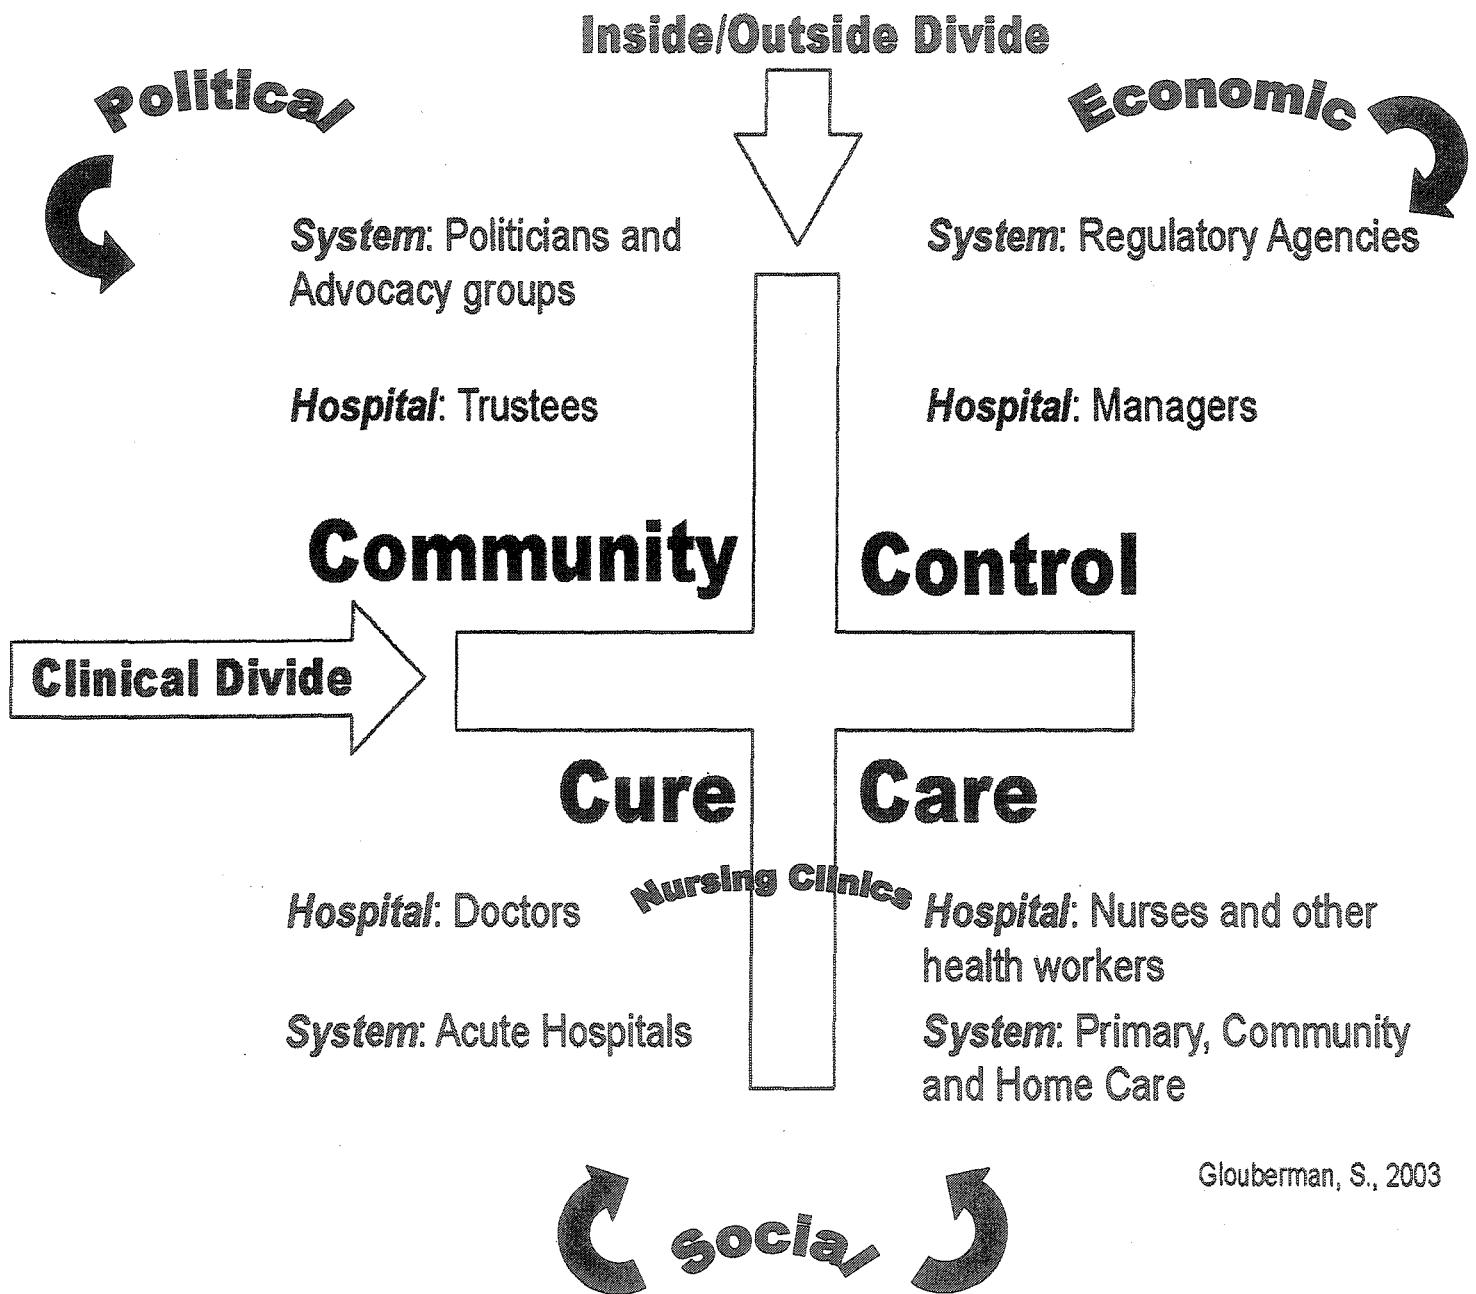 Inside/Outside Divide
Political
Economic
System: Politicians and
Advocacy groups
System: Regulatory Agencies
Hospital: Trustees
Hospital: Managers
Community
Control
Clinical Divide
Cure
Care
Nursing Clinics
Hospital: Doctors
Hospital: Nurses and other
health workers
System: Acute Hospitals
System: Primary, Community
and Home Care
Glouberman, S., 2003
Social